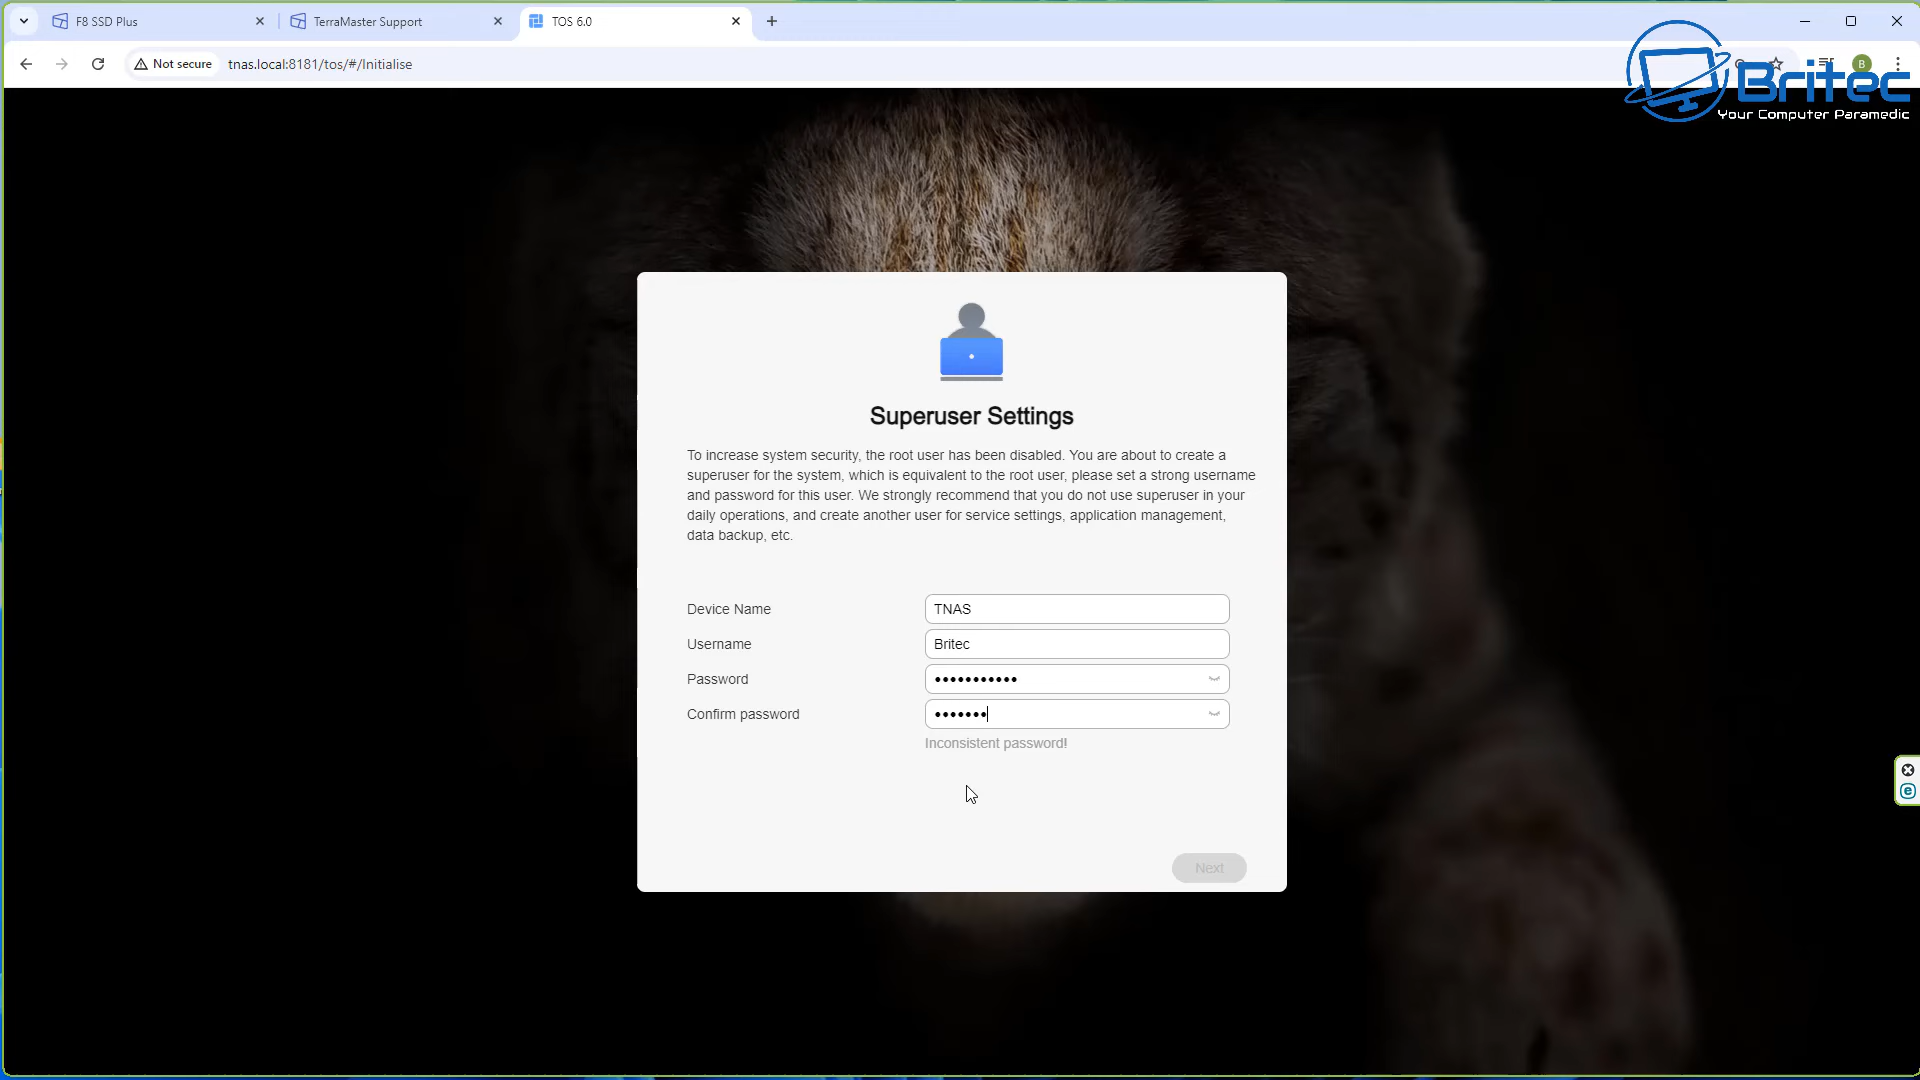 F8 SSD Plus
TerraMaster Support
TOS 6.0
Not secure
tnas.local:8181/tos/#/Initialise
B
Britec
Your Computer Paramedic
Superuser Settings
To increase system security, the root user has been disabled. You are about to create a
superuser for the system, which is equivalent to the root user, please set a strong username
and password for this user. We strongly recommend that you do not use superuser in your
daily operations, and create another user for service settings, application management,
data backup, etc.
Device Name
TNAS
Username
Britec
Password
•••••••••••
Confirm password
•••••••
Inconsistent password!
Next